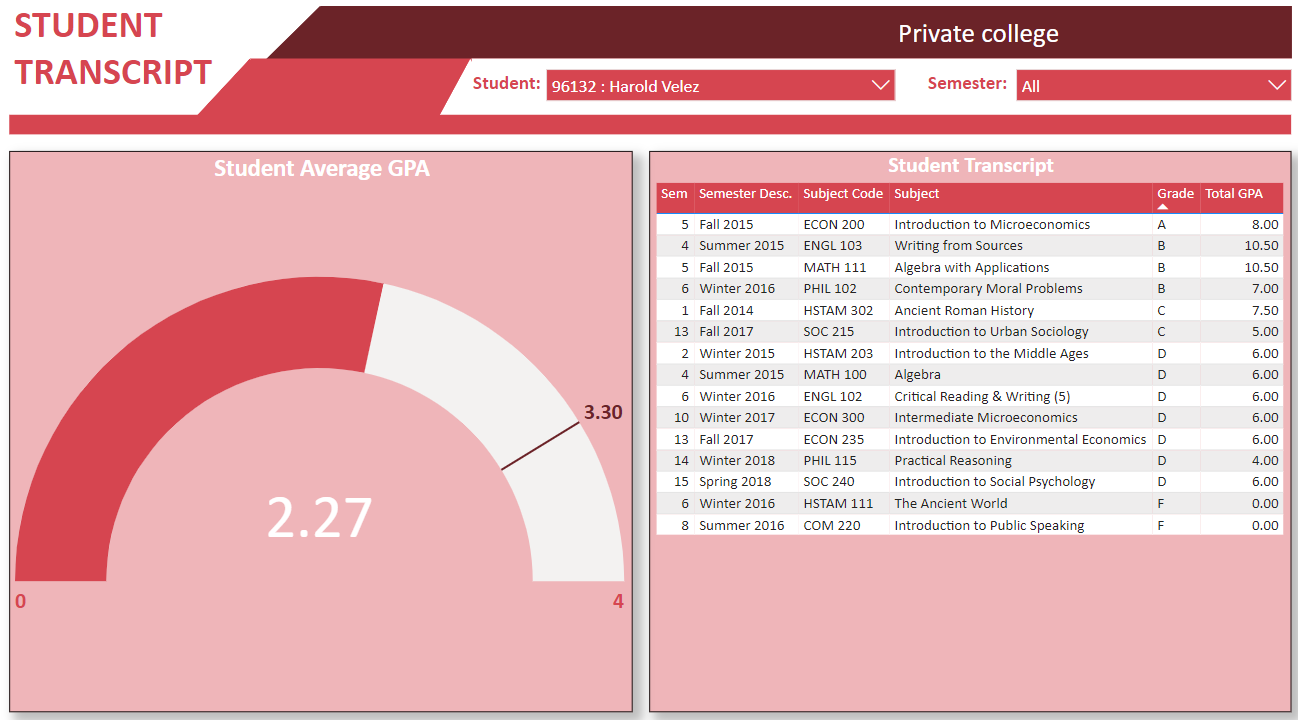 STUDENT
TRANSCRIPT
Private college
Student: 96132 : Harold Velez Semester: All
Student Average GPA
3.30
2.27
0 4
Student Transcript
Sem Semester Desc. Subject Code Subject Grade Total GPA
5 Fall 2015 ECON 200 Introduction to Microeconomics A 8.00
4 Summer 2015 ENGL 103 Writing from Sources B 10.50
5 Fall 2015 MATH 111 Algebra with Applications B 10.50
6 Winter 2016 PHIL 102 Contemporary Moral Problems B 7.00
1 Fall 2014 HSTAM 302 Ancient Roman History C 7.50
13 Fall 2017 SOC 215 Introduction to Urban Sociology C 5.00
2 Winter 2015 HSTAM 203 Introduction to the Middle Ages D 6.00
4 Summer 2015 MATH 100 Algebra D 6.00
6 Winter 2016 ENGL 102 Critical Reading & Writing (5) D 6.00
10 Winter 2017 ECON 300 Intermediate Microeconomics D 6.00
13 Fall 2017 ECON 235 Introduction to Environmental Economics D 6.00
14 Winter 2018 PHIL 115 Practical Reasoning D 4.00
15 Spring 2018 SOC 240 Introduction to Social Psychology D 6.00
6 Winter 2016 HSTAM 111 The Ancient World F 0.00
8 Summer 2016 COM 220 Introduction to Public Speaking F 0.00